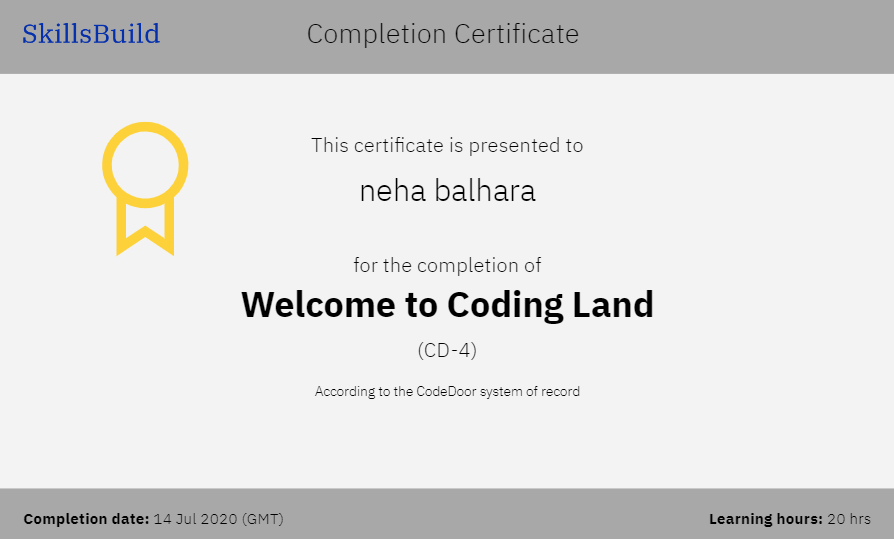 SkillsBuild
Completion Certificate
This certificate is presented to
neha balhara
for the completion of
Welcome to Coding Land
(CD-4)
According to the CodeDoor system of record
Completion date: 14 Jul 2020 (GMT)
Learning hours: 20 hrs